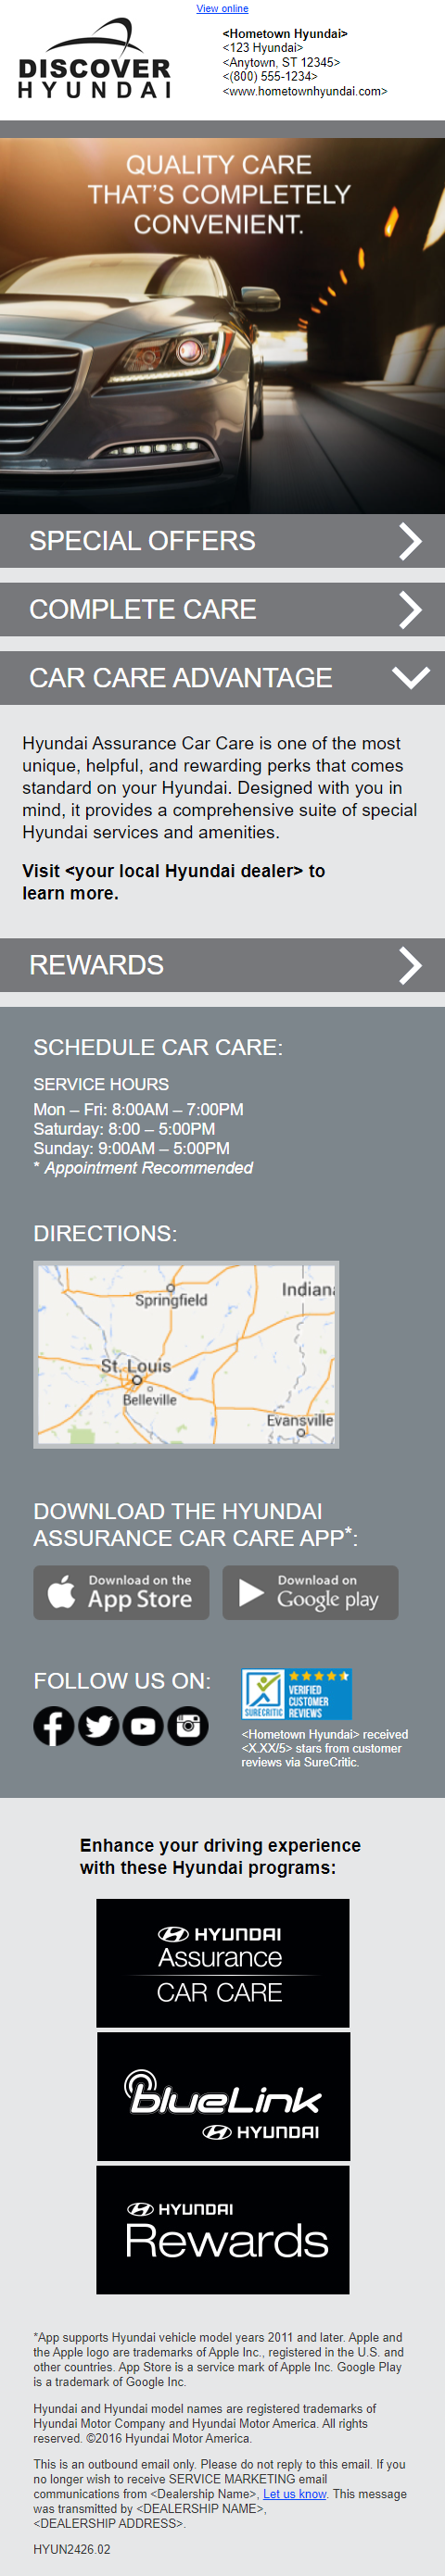 View online
DISCOVER
HYUNDAI
<Hometown Hyundai>
<123 Hyundai>
<Anytown, ST 12345>
<(800) 555-1234>
<www.hometownhyundai.com>
QUALITY CARE
THAT'S COMPLETELY
CONVENIENT.
SPECIAL OFFERS
COMPLETE CARE
CAR CARE ADVANTAGE
Hyundai Assurance Car Care is one of the most
unique, helpful, and rewarding perks that comes
standard on your Hyundai. Designed with you in
mind, it provides a comprehensive suite of special
Hyundai services and amenities.
Visit <your local Hyundai dealer> to
learn more.
REWARDS
SCHEDULE CAR CARE:
SERVICE HOURS
Mon – Fri: 8:00AM – 7:00PM
Saturday: 8:00 – 5:00PM
Sunday: 9:00AM – 5:00PM
* Appointment Recommended
DIRECTIONS:
Springfield
Indiana
St. Louis
Belleville
Evansville
DOWNLOAD THE HYUNDAI
ASSURANCE CAR CARE APP*:
Download on the
App Store
Download on
Google play
FOLLOW US ON:
SURECRITIC
VERIFIED
CUSTOMER
REVIEWS
<Hometown Hyundai> received
<X.XX/5> stars from customer
reviews via SureCritic.
Enhance your driving experience
with these Hyundai programs:
HYUNDAI
Assurance
CAR CARE
blueLink
HYUNDAI
HYUNDAI
Rewards
*App supports Hyundai vehicle model years 2011 and later. Apple and
the Apple logo are trademarks of Apple Inc., registered in the U.S. and
other countries. App Store is a service mark of Apple Inc. Google Play
is a trademark of Google Inc.
Hyundai and Hyundai model names are registered trademarks of
Hyundai Motor Company and Hyundai Motor America. All rights
reserved. ©2016 Hyundai Motor America.
This is an outbound email only. Please do not reply to this email. If you
no longer wish to receive SERVICE MARKETING email
communications from <Dealership Name>, Let us know. This message
was transmitted by <DEALERSHIP NAME>,
<DEALERSHIP ADDRESS>.
HYUN2426.02